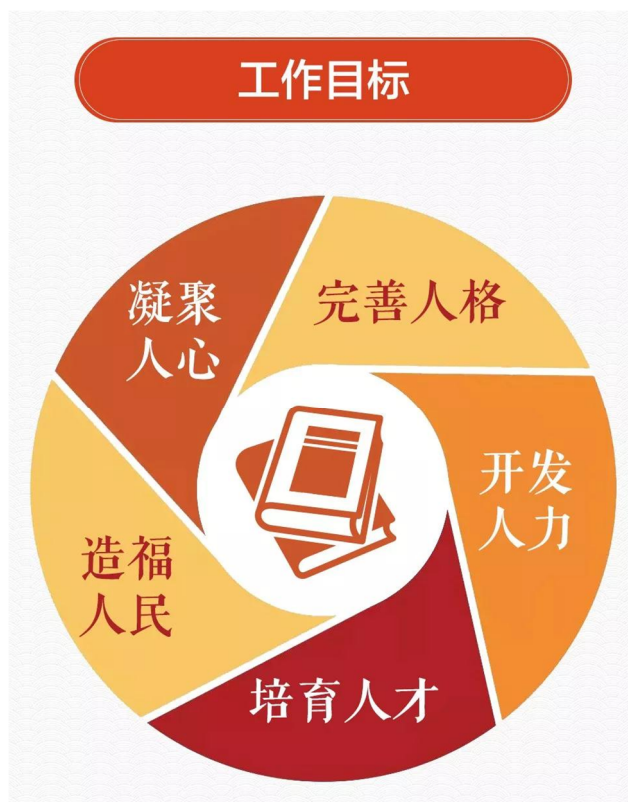 工作目标
凝聚
人心
完善人格
开发
人力
培育人才
造福
人民